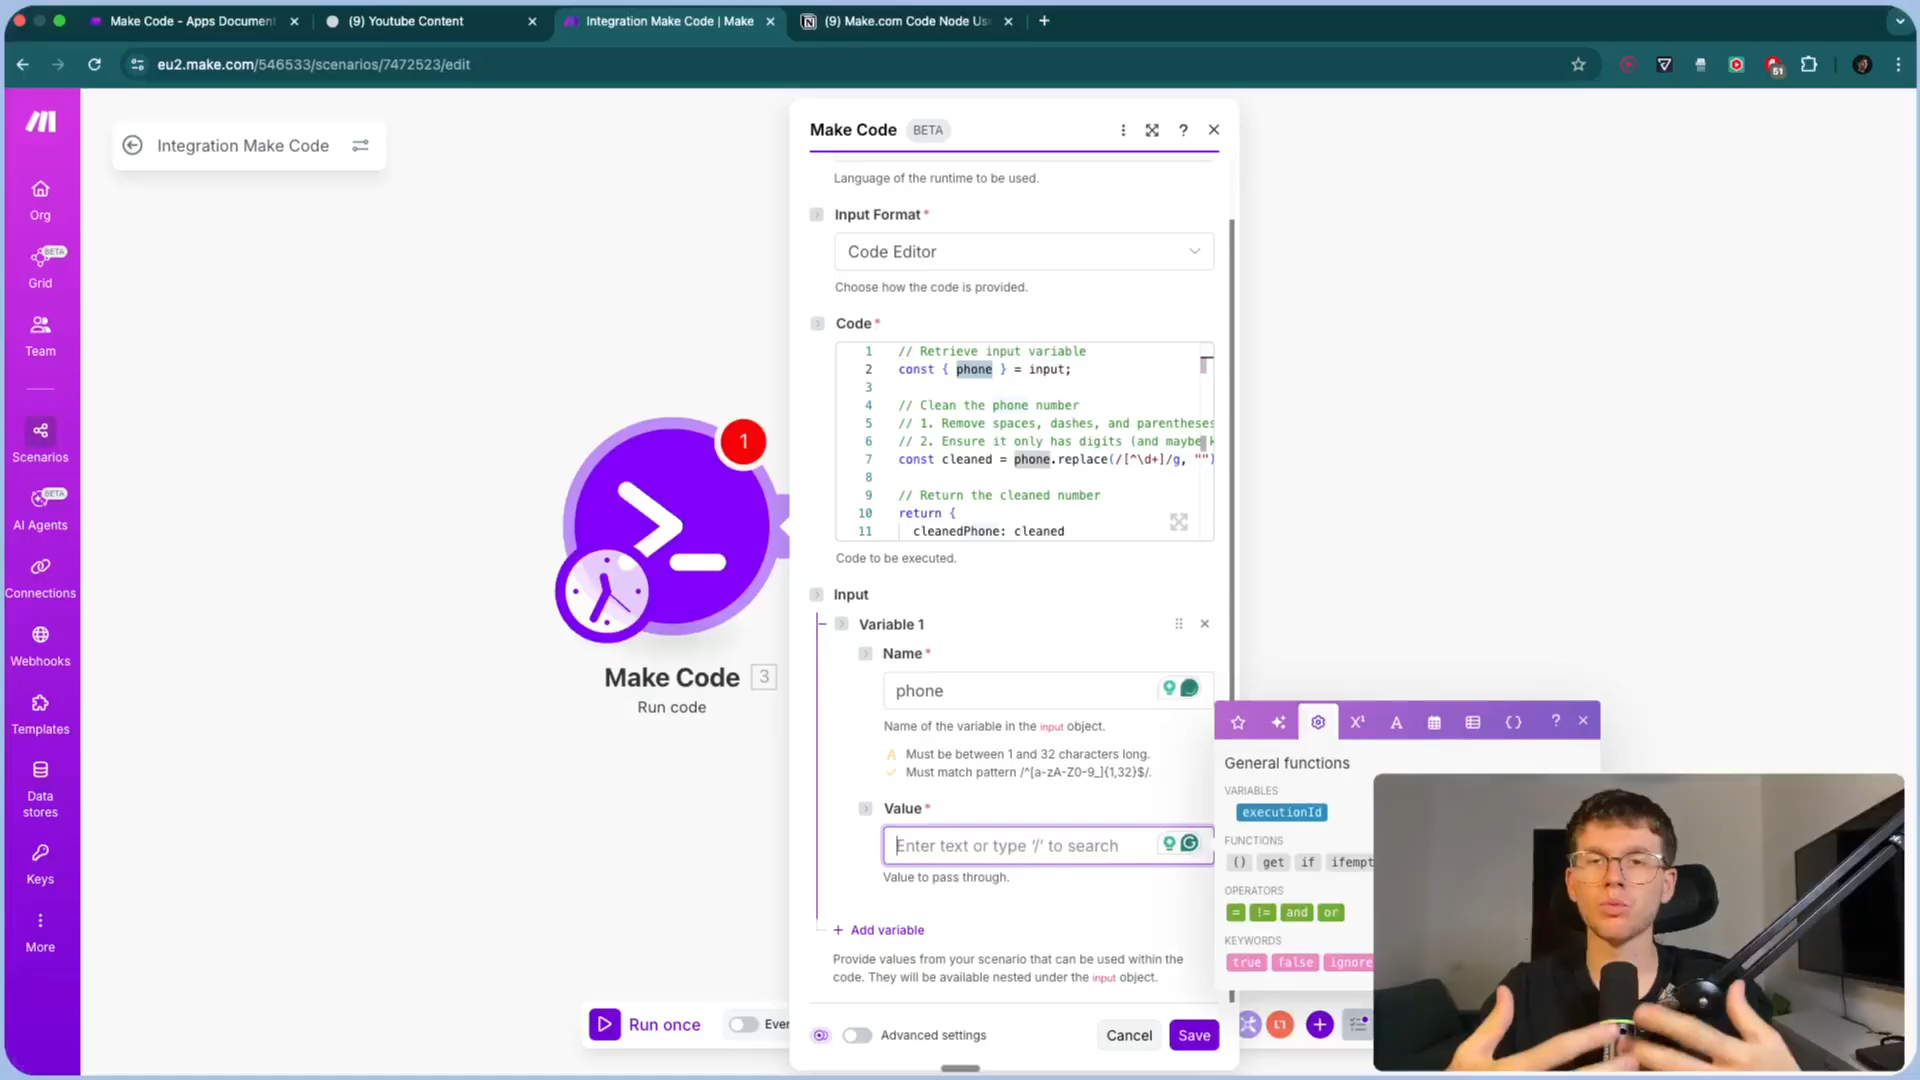 Make Code - Apps Document
(9) Youtube Content
Integration Make Code | Make
(9) Make.com Code Node Us
eu2.make.com/546533/scenarios/7472523/edit
51
Integration Make Code
Org
BETA
Grid
Team
Scenarios
BETA
AI Agents
Connections
Webhooks
Templates
Data
stores
Keys
More
1
Make Code 3
Run code
Run once
Ever
Make Code BETA
Language of the runtime to be used.
Input Format*
Code Editor
Choose how the code is provided.
Code*
1 // Retrieve input variable
2 const { phone } = input;
3
4 // Clean the phone number
5 // 1. Remove spaces, dashes, and parentheses
6 // 2. Ensure it only has digits (and maybe
7 const cleaned = phone.replace(/[^\d+]/g, "")
8
9 // Return the cleaned number
10 return {
11 cleanedPhone: cleaned
Code to be executed.
Input
Variable 1
Name*
phone
Name of the variable in the input object.
Must be between 1 and 32 characters long.
Must match pattern /^[a-zA-Z0-9_]{1,32}$/.
Value*
Enter text or type '/' to search
Value to pass through.
+ Add variable
Provide values from your scenario that can be used within the
code. They will be available nested under the input object.
Advanced settings
Cancel
Save
General functions
VARIABLES
executionId
FUNCTIONS
() get if ifempt
OPERATORS
= != and or
KEYWORDS
true false ignore